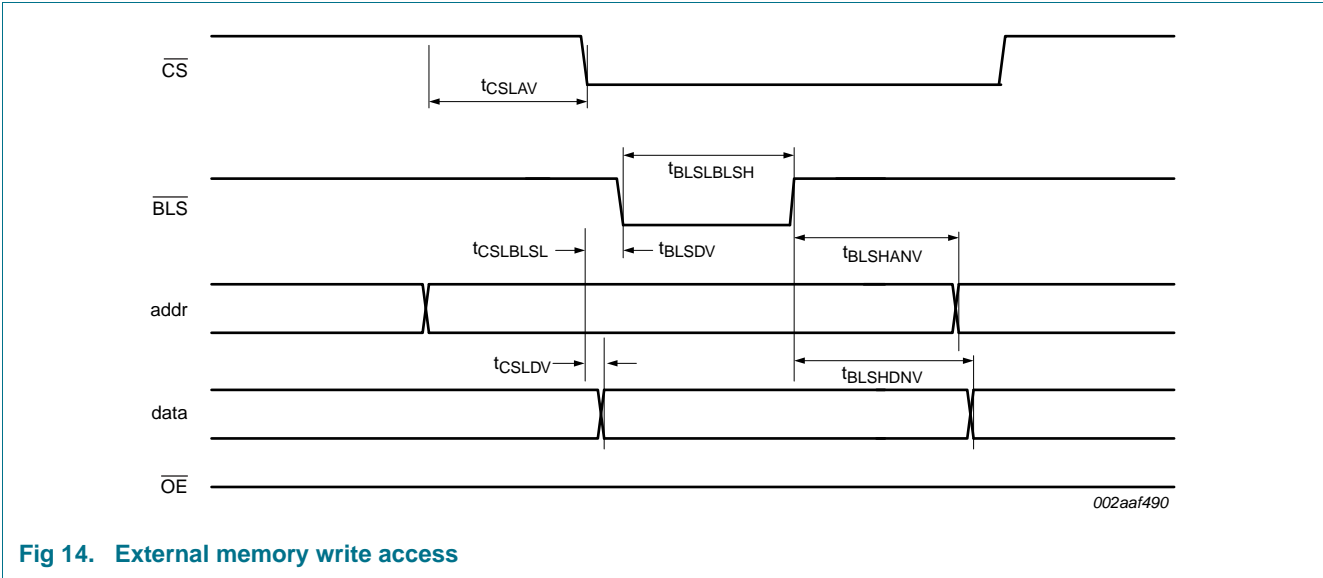 CS
tCSLAV
tBLSLBLSH
BLS
tCSLBLSL
tBLSDV
tBLSHANV
addr
tCSLDV
tBLSHDNV
data
OE
002aaf490
Fig 14. External memory write access